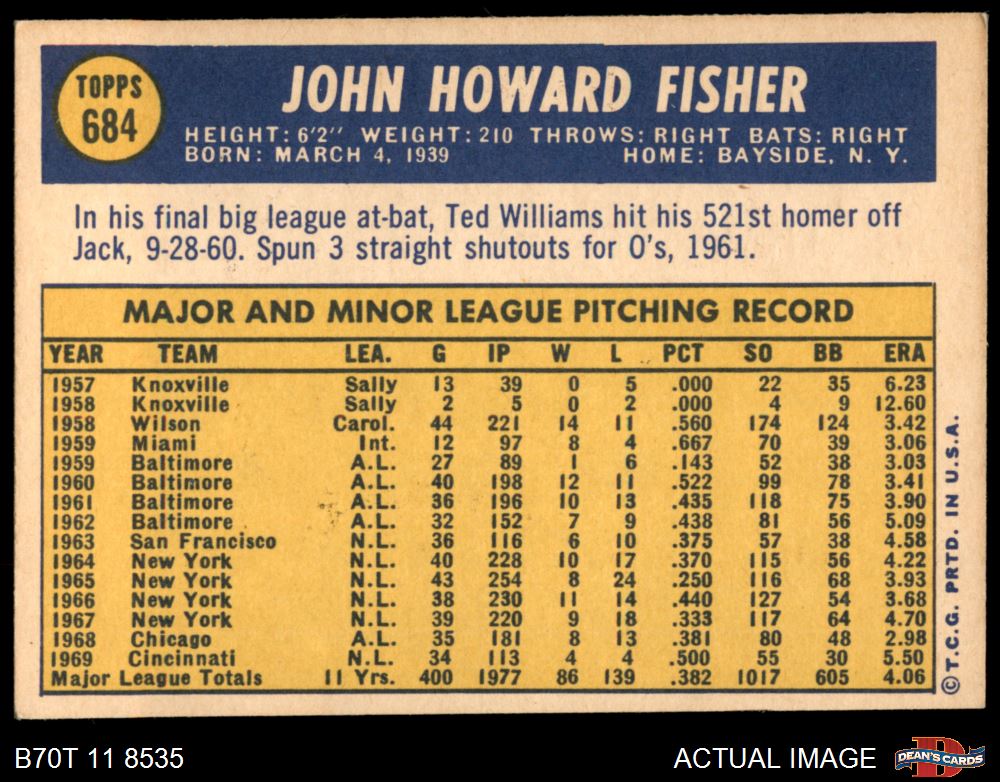 TOPPS
684
JOHN HOWARD FISHER
HEIGHT: 6'2" WEIGHT: 210 THROWS: RIGHT BATS: RIGHT
BORN: MARCH 4, 1939 HOME: BAYSIDE, N. Y.
In his final big league at-bat, Ted Williams hit his 521st homer off
Jack, 9-28-60. Spun 3 straight shutouts for O's, 1961.
MAJOR AND MINOR LEAGUE PITCHING RECORD
YEAR TEAM LEA. G IP W L PCT SO BB ERA
1957 Knoxville Sally 13 39 0 5 .000 22 35 6.23
1958 Knoxville Sally 2 5 0 2 .000 4 9 12.60
1958 Wilson Carol. 44 221 14 11 .560 174 124 3.42
1959 Miami Int. 12 97 8 4 .667 70 39 3.06
1959 Baltimore A.L. 27 89 1 6 .143 52 38 3.03
1960 Baltimore A.L. 40 198 12 11 .522 99 78 3.41
1961 Baltimore A.L. 36 196 10 13 .435 118 75 3.90
1962 Baltimore A.L. 32 152 7 9 .438 81 56 5.09
1963 San Francisco N.L. 36 116 6 10 .375 57 38 4.58
1964 New York N.L. 40 228 10 17 .370 115 56 4.22
1965 New York N.L. 43 254 8 24 .250 116 68 3.93
1966 New York N.L. 38 230 11 14 .440 127 54 3.68
1967 New York N.L. 39 220 9 18 .333 117 64 4.70
1968 Chicago A.L. 35 181 8 13 .381 80 48 2.98
1969 Cincinnati N.L. 34 113 4 4 .500 55 30 5.50
Major League Totals 11 Yrs. 400 1977 86 139 .382 1017 605 4.06
©T.C.G. PRTD. IN U.S.A.
B70T 11 8535
ACTUAL IMAGE
D
DEAN'S CARDS